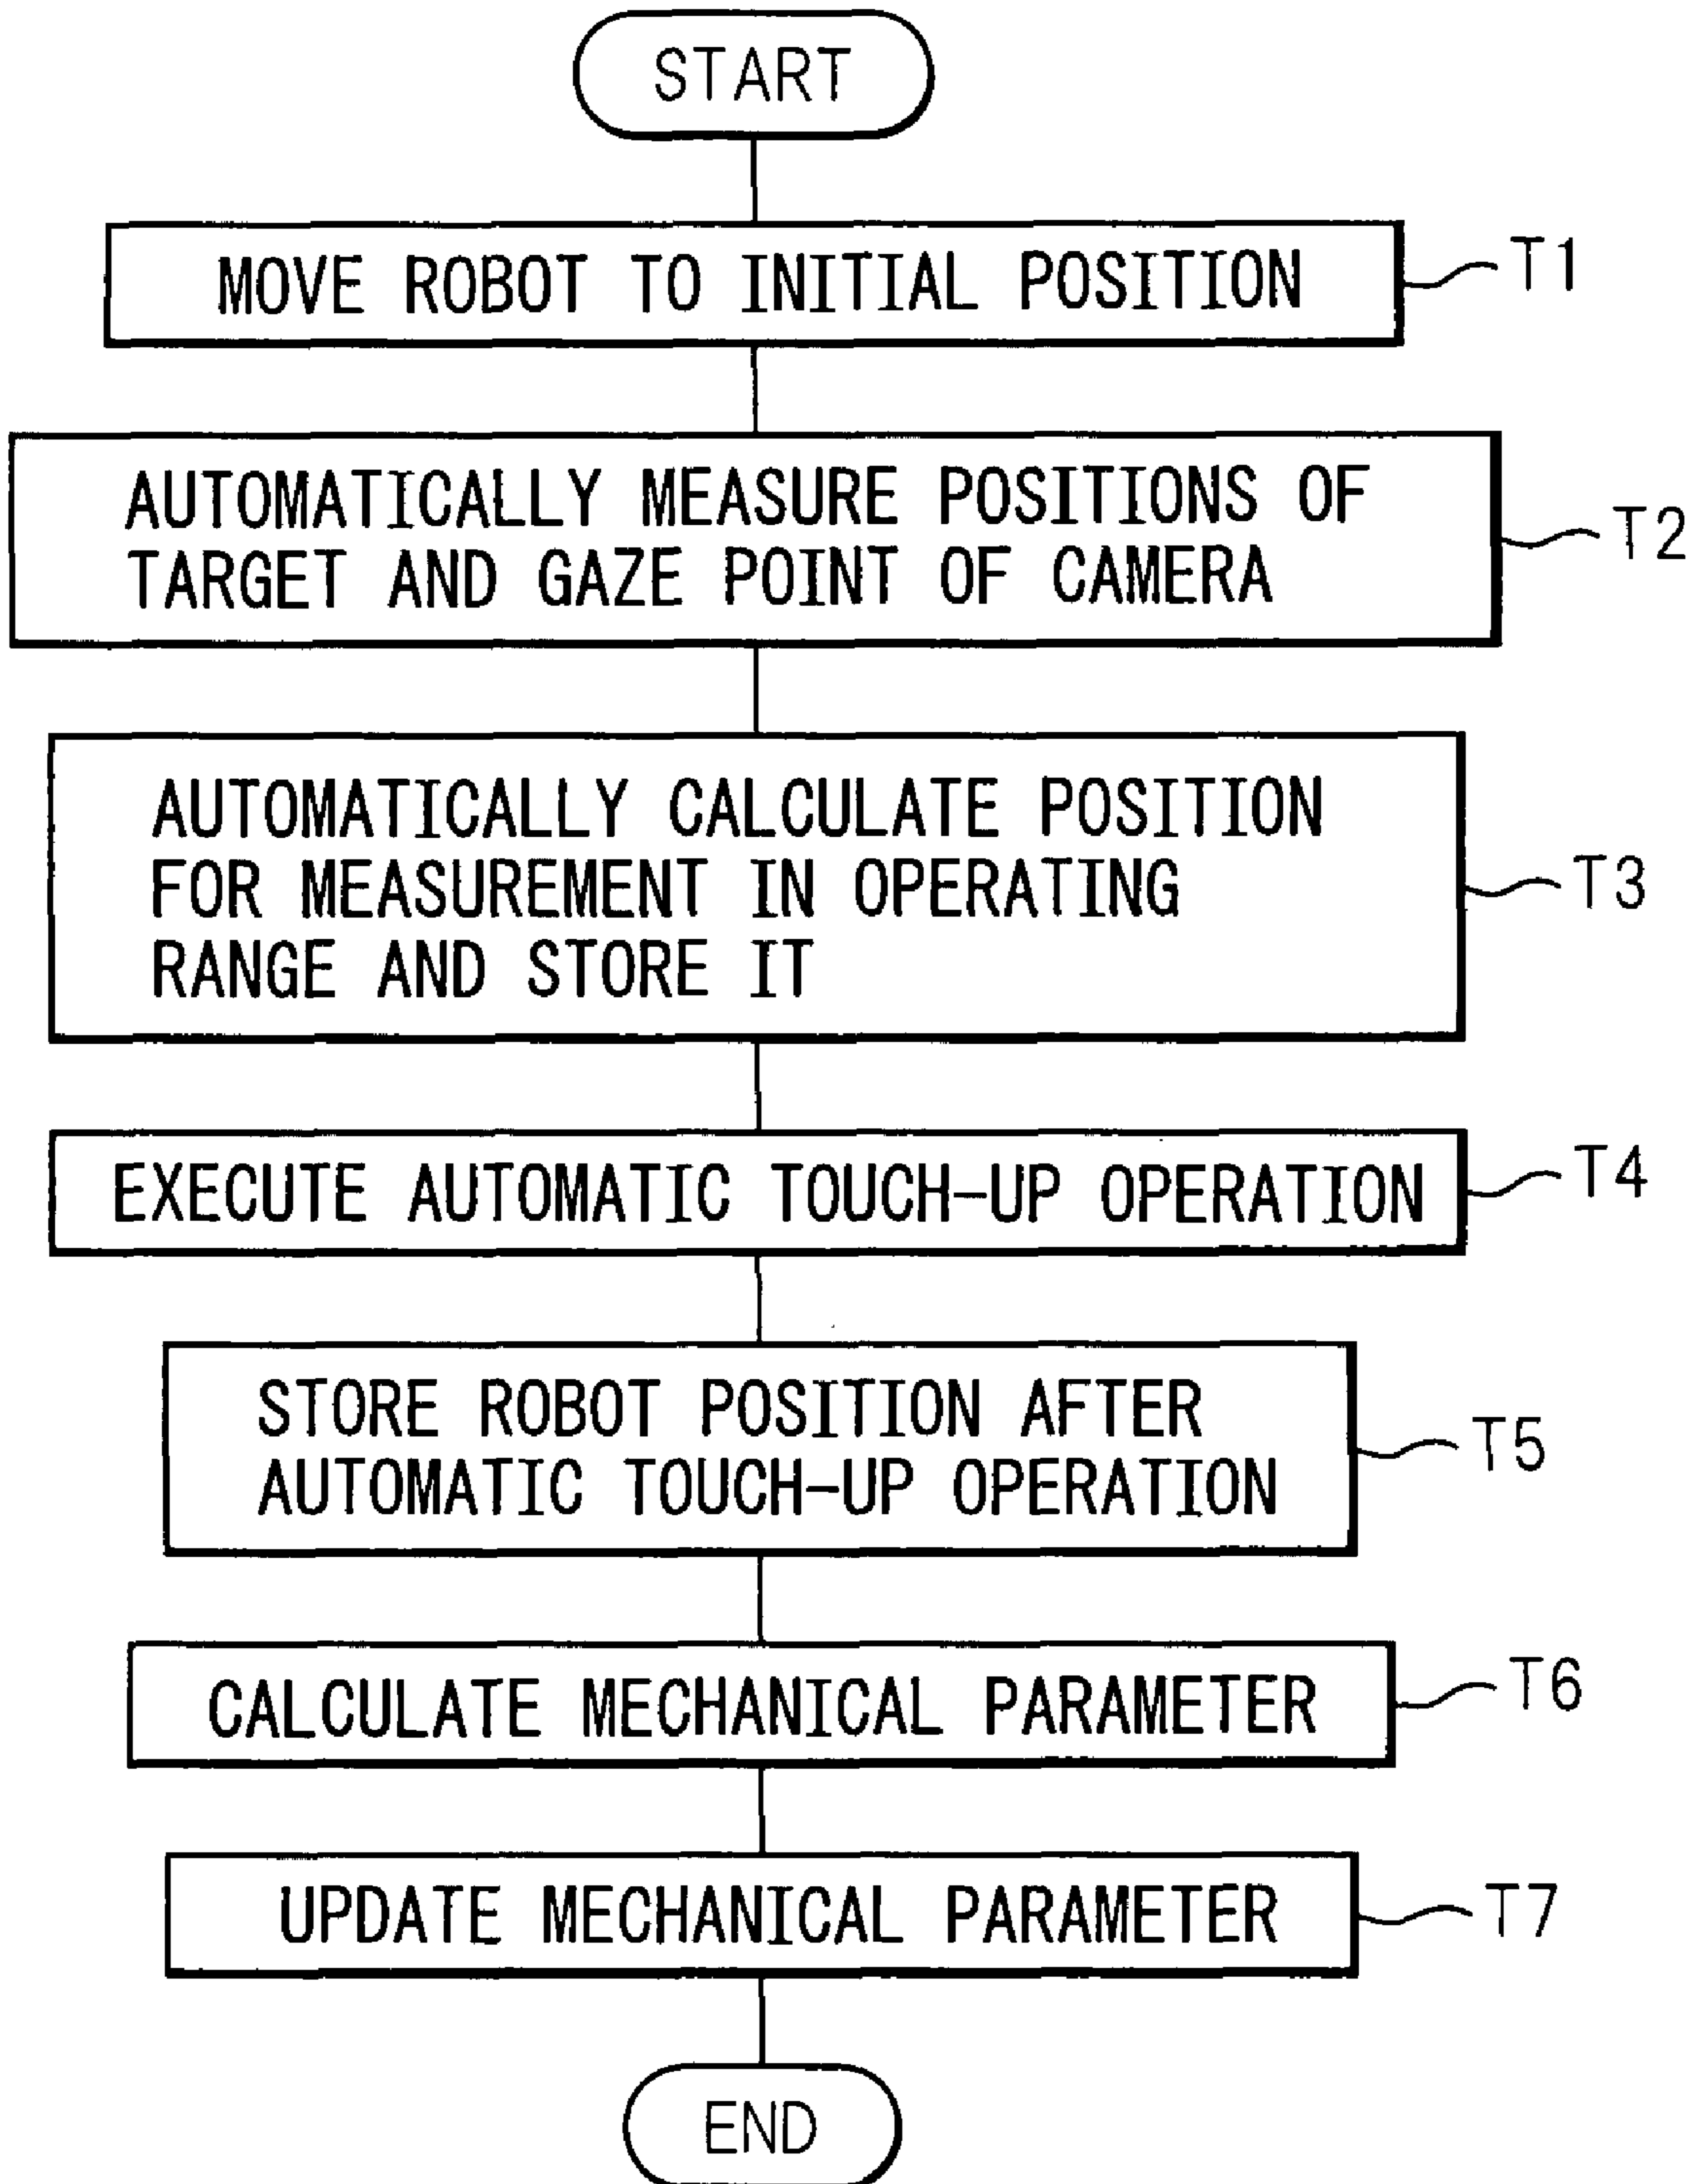 START
MOVE ROBOT TO INITIAL POSITION
T1
AUTOMATICALLY MEASURE POSITIONS OF
TARGET AND GAZE POINT OF CAMERA
T2
AUTOMATICALLY CALCULATE POSITION
FOR MEASUREMENT IN OPERATING
RANGE AND STORE IT
T3
EXECUTE AUTOMATIC TOUCH-UP OPERATION
T4
STORE ROBOT POSITION AFTER
AUTOMATIC TOUCH-UP OPERATION
T5
CALCULATE MECHANICAL PARAMETER
T6
UPDATE MECHANICAL PARAMETER
T7
END